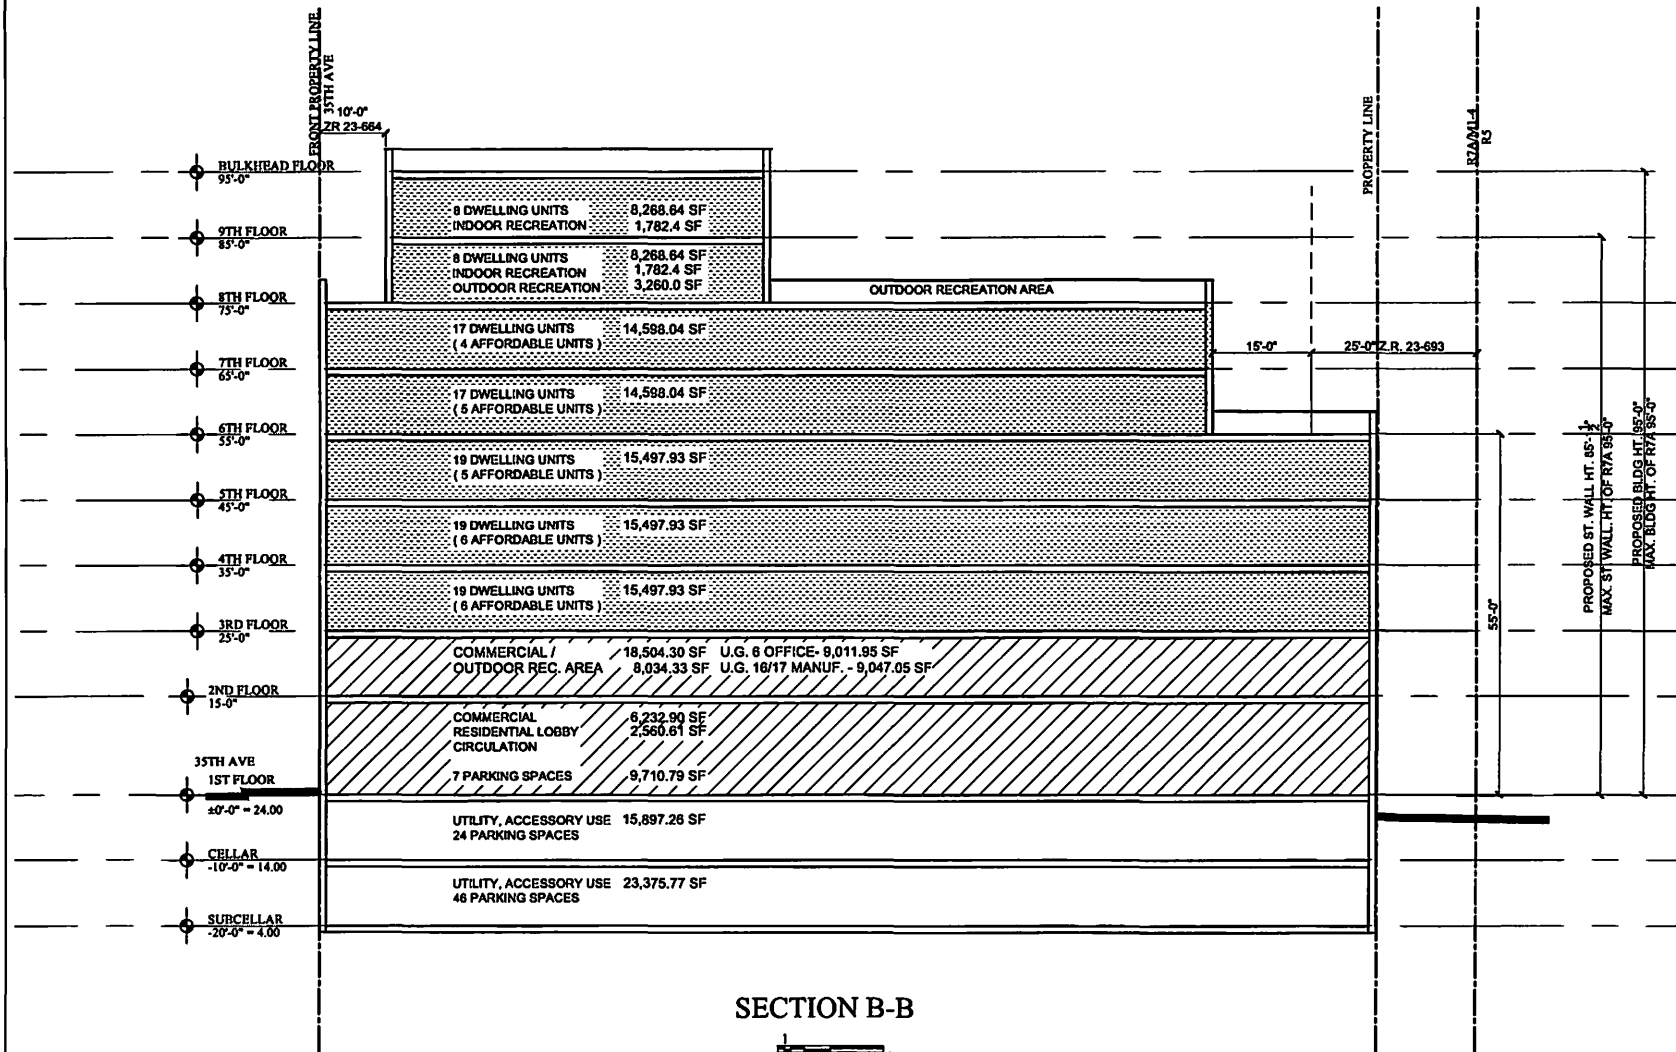 FRONT PROPERTY LINE
35TH AVE
10'-0"
ZR 23-664
PROPERTY LINE
R7A/M1-4
R5
BULKHEAD FLOOR
95'-0"
8 DWELLING UNITS 8,268.64 SF
INDOOR RECREATION 1,782.4 SF
9TH FLOOR
85'-0"
8 DWELLING UNITS 8,268.64 SF
INDOOR RECREATION 1,782.4 SF
OUTDOOR RECREATION 3,260.0 SF
OUTDOOR RECREATION AREA
8TH FLOOR
75'-0"
17 DWELLING UNITS 14,598.04 SF
( 4 AFFORDABLE UNITS )
15'-0" 25'-0" Z.R. 23-693
7TH FLOOR
65'-0"
17 DWELLING UNITS 14,598.04 SF
( 5 AFFORDABLE UNITS )
6TH FLOOR
55'-0"
19 DWELLING UNITS 15,497.93 SF
( 5 AFFORDABLE UNITS )
5TH FLOOR
45'-0"
19 DWELLING UNITS 15,497.93 SF
( 6 AFFORDABLE UNITS )
4TH FLOOR
35'-0"
19 DWELLING UNITS 15,497.93 SF
( 6 AFFORDABLE UNITS )
55'-0"
PROPOSED ST. WALL HT. 85'-
MAX. ST. WALL. HT. OF R7A 95'-0"
PROPOSED BLDG HT. 95'-0"
MAX. BLDG HT. OF R7A 95'-0"
3RD FLOOR
25'-0"
COMMERCIAL / 18,504.30 SF U.G. 6 OFFICE- 9,011.95 SF
OUTDOOR REC. AREA 8,034.33 SF U.G. 16/17 MANUF. - 9,047.05 SF
2ND FLOOR
15-0"
COMMERCIAL 6,232.90 SF
RESIDENTIAL LOBBY 2,560.61 SF
CIRCULATION
7 PARKING SPACES 9,710.79 SF
35TH AVE
1ST FLOOR
±0'-0" = 24.00
UTILITY, ACCESSORY USE 15,897.26 SF
24 PARKING SPACES
CELLAR
-10'-0" = 14.00
UTILITY, ACCESSORY USE 23,375.77 SF
46 PARKING SPACES
SUBCELLAR
-20'-0" = 4.00
SECTION B-B